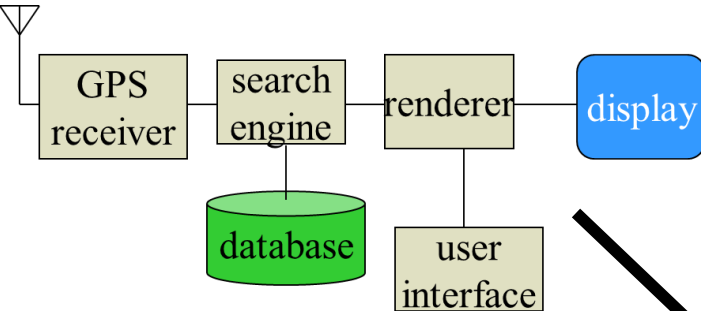 GPS
receiver
search
engine
renderer
display
database
user
interface